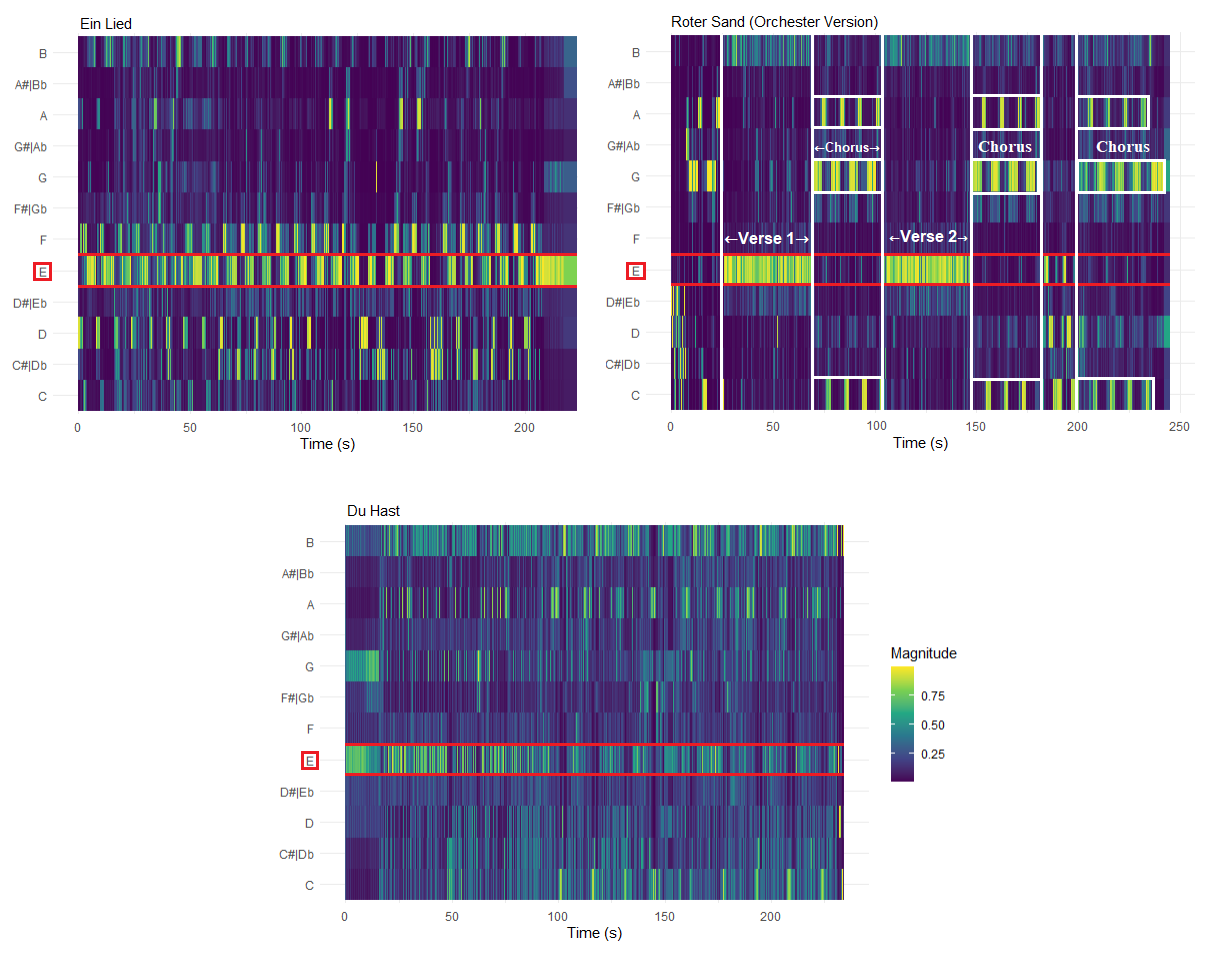 Ein Lied
B
A#|Bb
A
G#|Ab
G
F#|Gb
F
E
D#|Eb
D
C#|Db
C
0 50 100 150 200
Time (s)
Roter Sand (Orchester Version)
B
A#|Bb
A
G#|Ab
G
F#|Gb
F
E
D#|Eb
D
C#|Db
C
←Chorus→ Chorus Chorus
←Verse 1→ ←Verse 2→
0 50 100 150 200 250
Time (s)
Du Hast
B
A#|Bb
A
G#|Ab
G
F#|Gb
F
E
D#|Eb
D
C#|Db
C
0 50 100 150 200
Time (s)
Magnitude
0.75
0.50
0.25